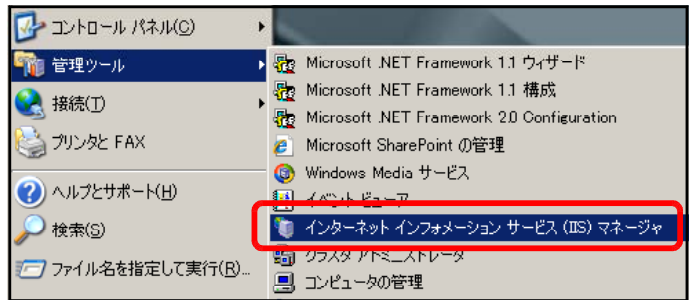 コントロール パネル(C)
管理ツール
接続(T)
プリンタと FAX
ヘルプとサポート(H)
検索(S)
ファイル名を指定して実行(R)...
Microsoft .NET Framework 1.1 ウィザード
Microsoft .NET Framework 1.1 構成
Microsoft .NET Framework 2.0 Configuration
Microsoft SharePoint の管理
Windows Media サービス
イベント ビューア
インターネット インフォメーション サービス (IIS) マネージャ
クラスタ アドミニストレータ
コンピュータの管理